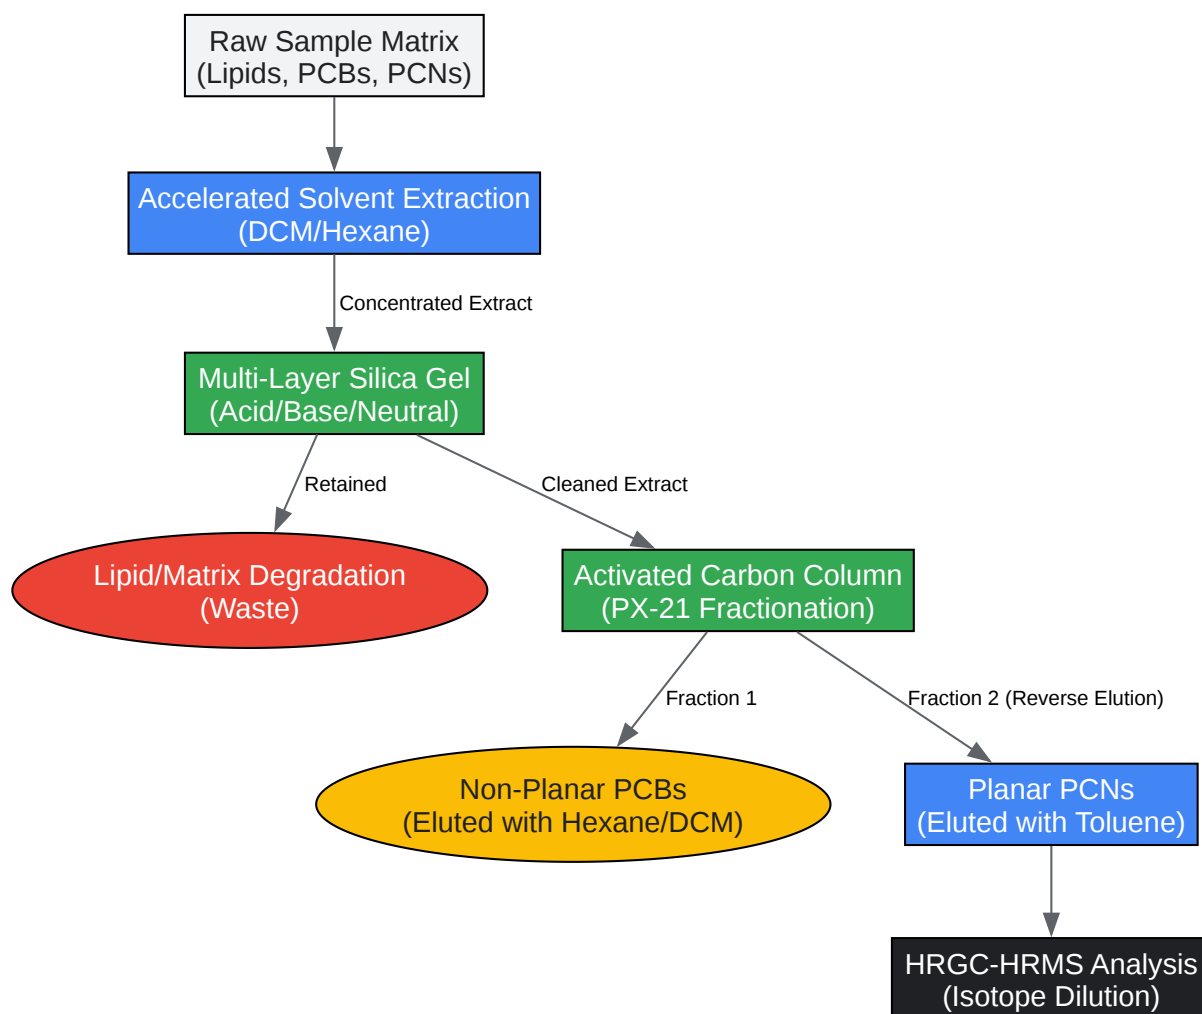 Raw Sample Matrix
(Lipids, PCBs, PCNs)
Accelerated Solvent Extraction
(DCM/Hexane)
Concentrated Extract
Multi-Layer Silica Gel
(Acid/Base/Neutral)
Retained
Cleaned Extract
Lipid/Matrix Degradation
(Waste)
Activated Carbon Column
(PX-21 Fractionation)
Fraction 1
Fraction 2 (Reverse Elution)
Non-Planar PCBs
(Eluted with Hexane/DCM)
Planar PCNs
(Eluted with Toluene)
HRGC-HRMS Analysis
(Isotope Dilution)